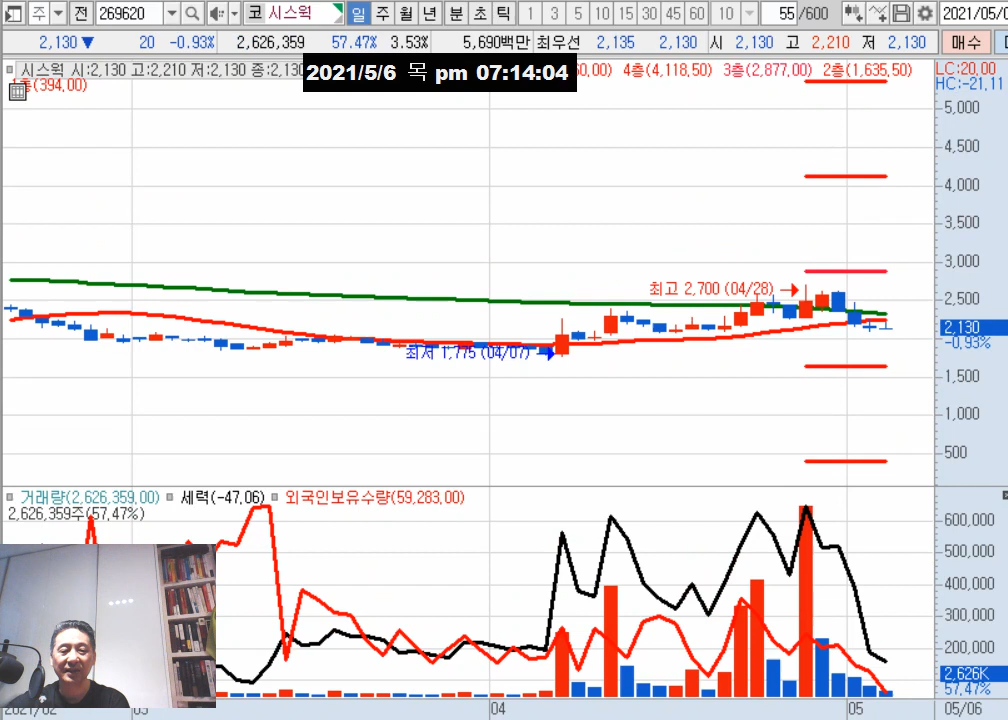 주 전 269620 코 시스웍 일 주 월 년 분 초 틱 1 3 5 10 15 30 45 60 10 55 /600 2021/05/0
2,130 ▼ 20 -0.93% 2,626,359 57.47% 3.53% 5,690백만 최우선 2,135 2,130 시 2,130 고 2,210 저 2,130 매수
시스웍 시:2,130 고:2,210 저:2,130 종:2,130 60,00) 4층(4,118,50) 3층(2,877,00) 2층(1,635,50) LC:20,00
2021/5/6 목 pm 07:14:04
층(394,00) HC:-21,11
5,000
4,500
4,000
3,500
3,000
최고 2,700 (04/28) →
2,500
2,130
-0,93%
최저 1,775 (04/07) →
1,500
1,000
500
거래량(2,626,359,00) 세력(-47,06) 외국인보유수량(59,283,00)
2,626,359주(57,47%)
600,000
500,000
400,000
300,000
200,000
2,626K
57,47%
2021/02 03 04 05 05/06